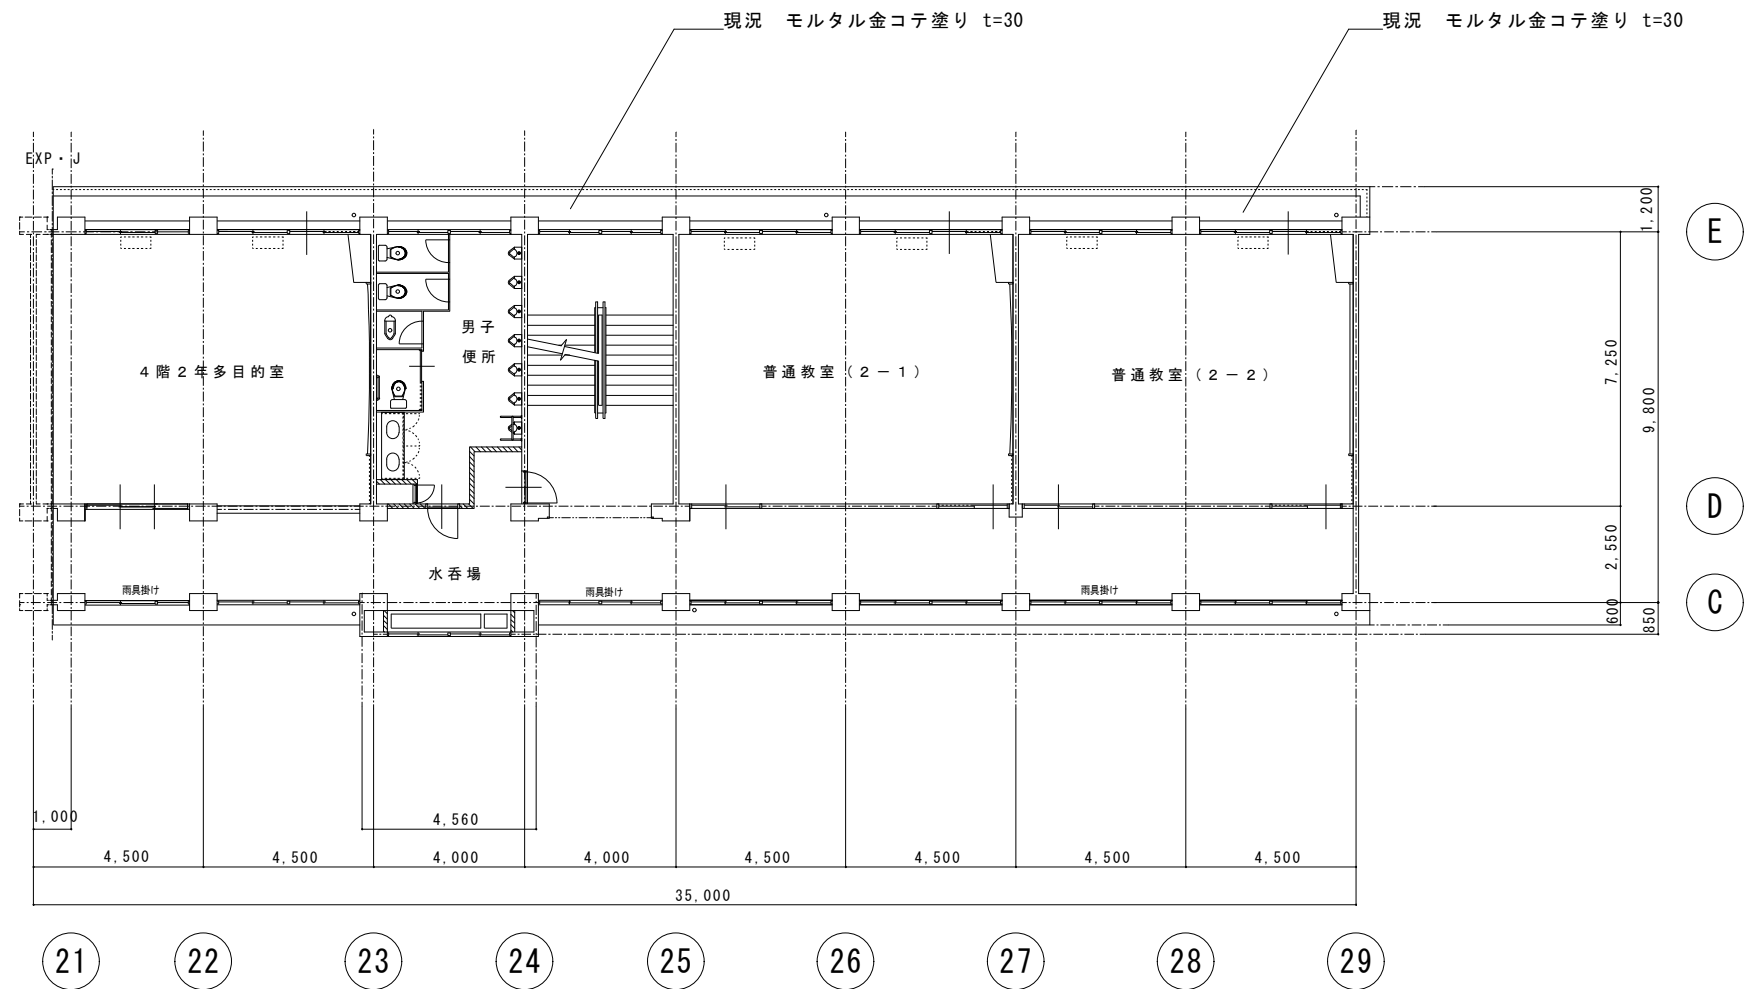 現況　モルタル金コテ塗り t=30
現況　モルタル金コテ塗り t=30
EXP・J
1,200
E
男子
便所
4階2年多目的室
普通教室（2－1）
普通教室（2－2）
7,250
9,800
D
2,550
水呑場
雨具掛け
雨具掛け
雨具掛け
C
600
850
1,000
4,560
4,500
4,500
4,000
4,000
4,500
4,500
4,500
4,500
35,000
21
22
23
24
25
26
27
28
29